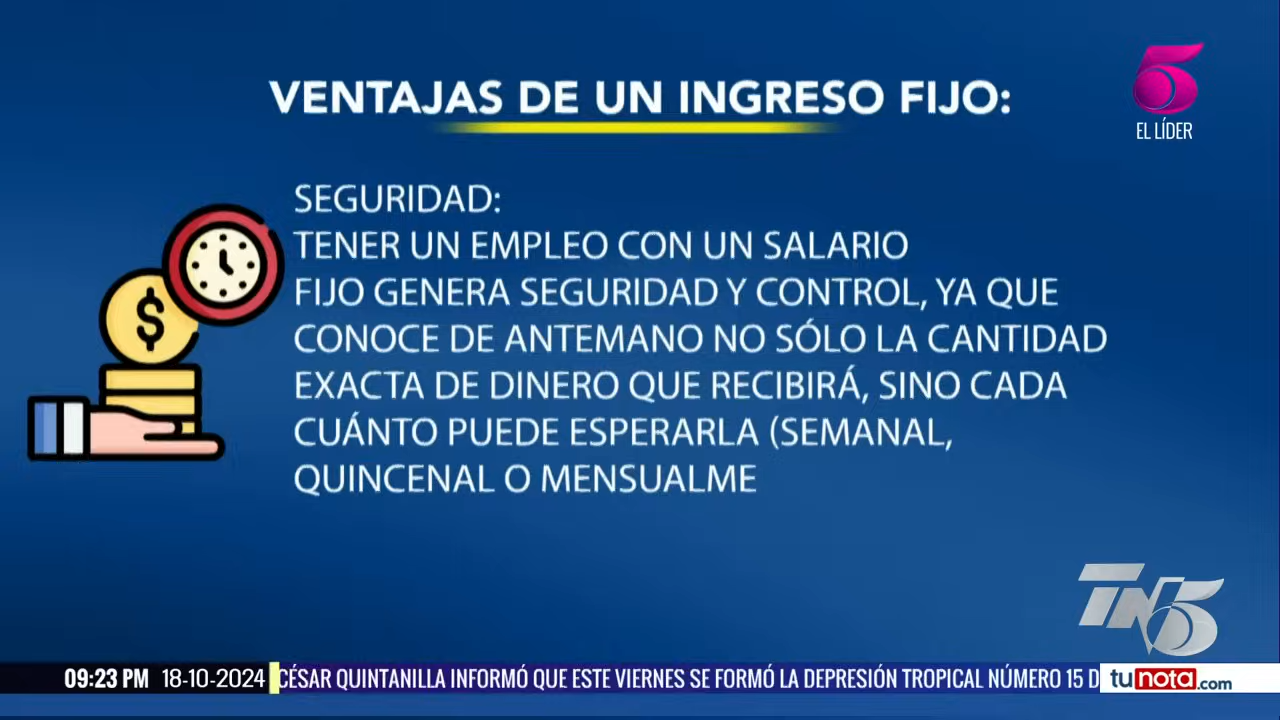 VENTAJAS DE UN INGRESO FIJO:
5
EL LÍDER
SEGURIDAD:
TENER UN EMPLEO CON UN SALARIO
FIJO GENERA SEGURIDAD Y CONTROL, YA QUE
CONOCE DE ANTEMANO NO SÓLO LA CANTIDAD
EXACTA DE DINERO QUE RECIBIRÁ, SINO CADA
CUÁNTO PUEDE ESPERARLA (SEMANAL,
QUINCENAL O MENSUALME
$
TN5
09:23 PM 18-10-2024 CÉSAR QUINTANILLA INFORMÓ QUE ESTE VIERNES SE FORMÓ LA DEPRESIÓN TROPICAL NÚMERO 15 D tunota.com